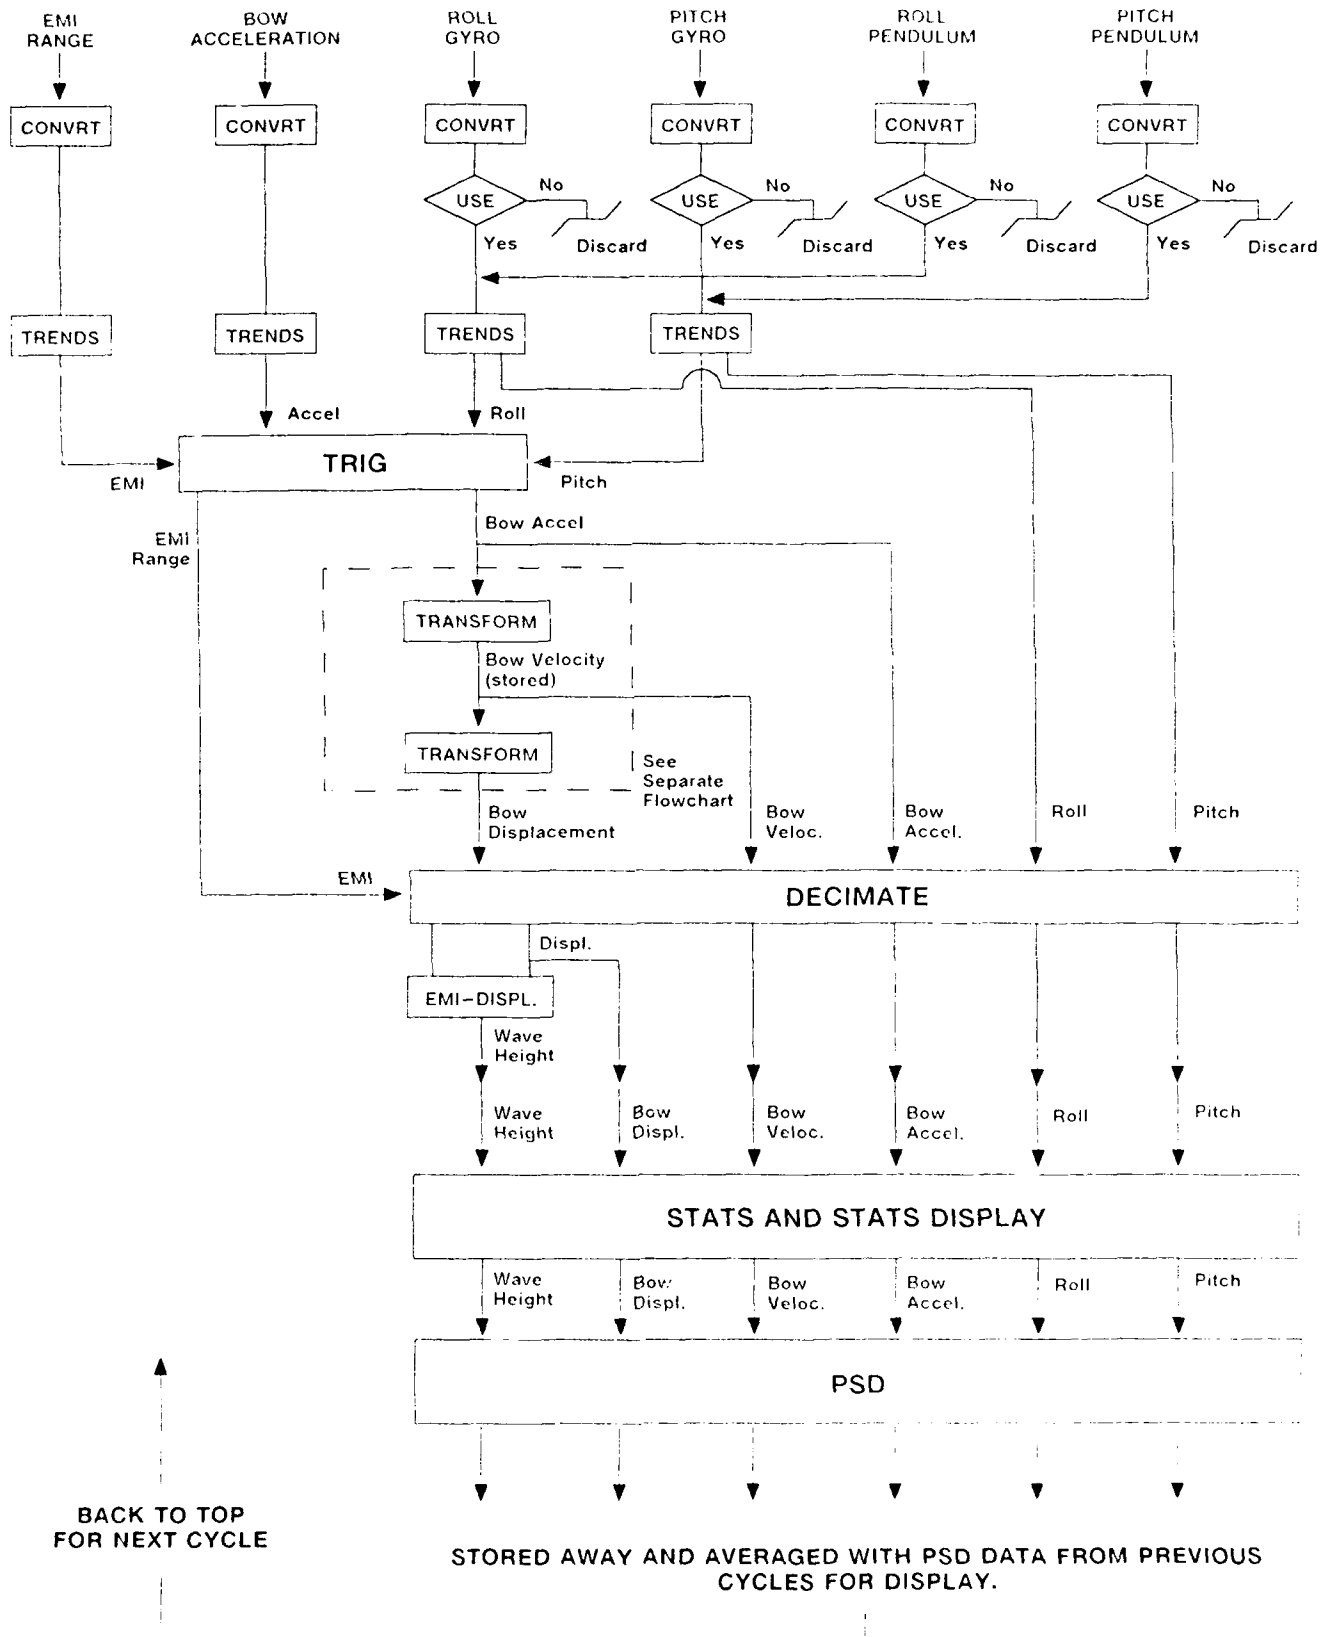 EMI
RANGE
BOW
ACCELERATION
ROLL
GYRO
PITCH
GYRO
ROLL
PENDULUM
PITCH
PENDULUM
CONVRT
CONVRT
CONVRT
CONVRT
CONVRT
CONVRT
USE
No
Yes
Discard
USE
No
Yes
Discard
USE
No
Yes
Discard
USE
No
Yes
Discard
TRENDS
TRENDS
TRENDS
TRENDS
Accel
Roll
TRIG
EMI
Pitch
EMI
Range
Bow Accel
TRANSFORM
Bow Velocity
(stored)
TRANSFORM
See
Separate
Flowchart
Bow
Displacement
Bow
Veloc.
Bow
Accel.
Roll
Pitch
EMI
DECIMATE
Displ.
EMI-DISPL.
Wave
Height
Wave
Height
Bow
Displ.
Bow
Veloc.
Bow
Accel.
Roll
Pitch
STATS AND STATS DISPLAY
Wave
Height
Bow
Displ.
Bow
Veloc.
Bow
Accel.
Roll
Pitch
PSD
BACK TO TOP
FOR NEXT CYCLE
STORED AWAY AND AVERAGED WITH PSD DATA FROM PREVIOUS
CYCLES FOR DISPLAY.